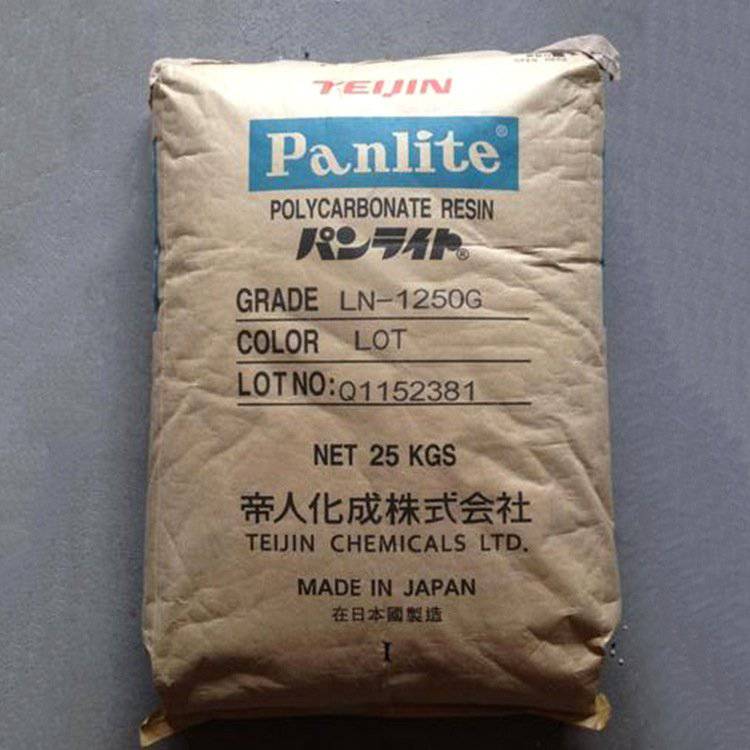 TEIJIN
Panlite®
POLYCARBONATE RESIN
パンライト®
GRADE LN-1250G
COLOR LOT
LOT NO: Q1152381
NET 25 KGS
帝人化成株式会社
TEIJIN CHEMICALS LTD.
MADE IN JAPAN
在日本國製造
I